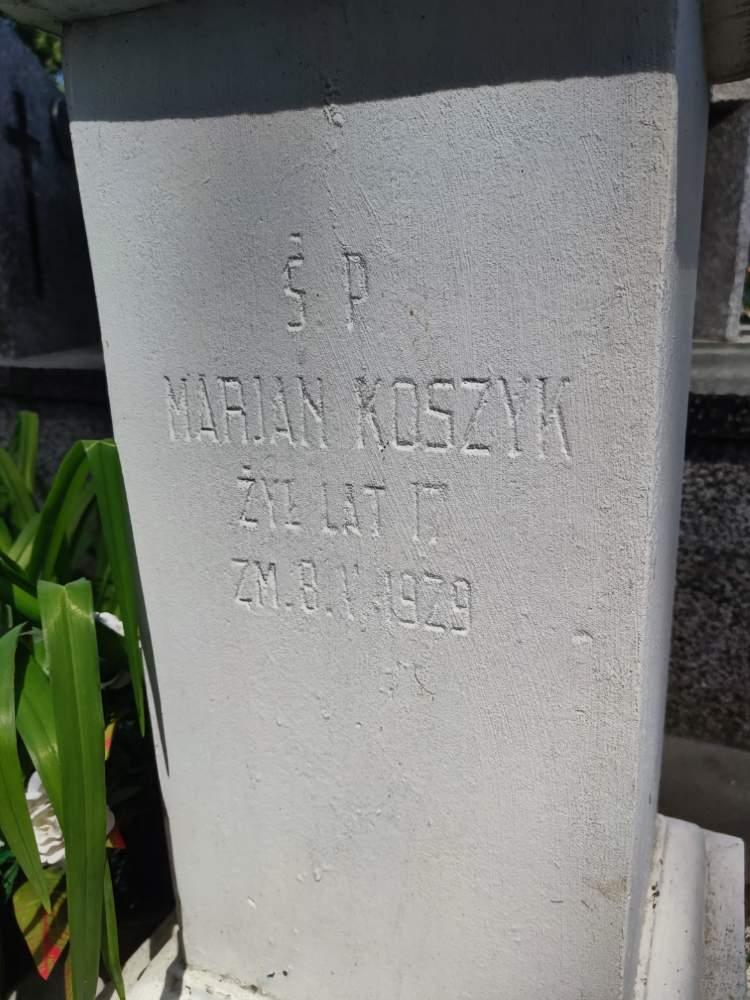 Ś. P.
MARJAN KOSZYK
ŻYŁ LAT 17
ZM. 8. V. 1929